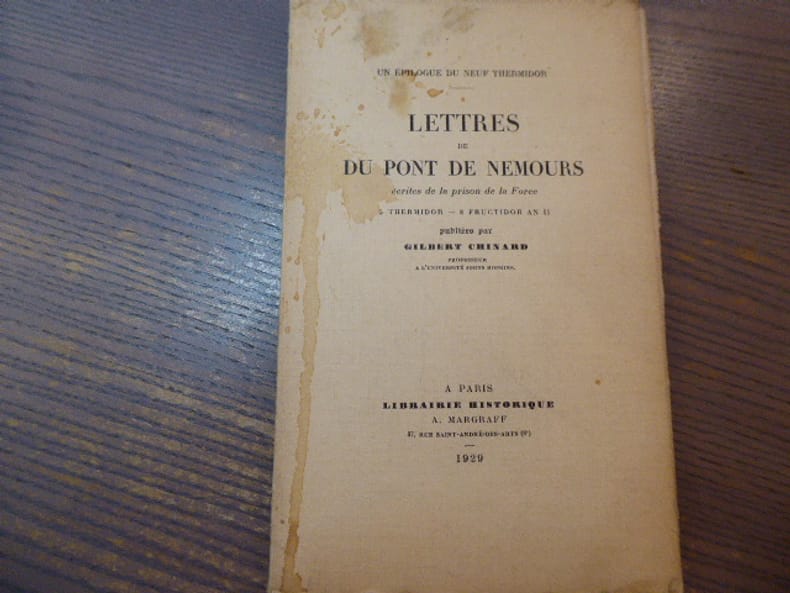 UN ÉPILOGUE DU NEUF THERMIDOR
LETTRES
DE
DU PONT DE NEMOURS
écrites de la prison de la Force
5 THERMIDOR — 8 FRUCTIDOR AN II
publiées par
GILBERT CHINARD
PROFESSEUR
A L'UNIVERSITÉ JOHNS HOPKINS.
A PARIS
LIBRAIRIE HISTORIQUE
A. MARGRAFF
RUE SAINT-ANDRÉ-DES-ARTS
1929